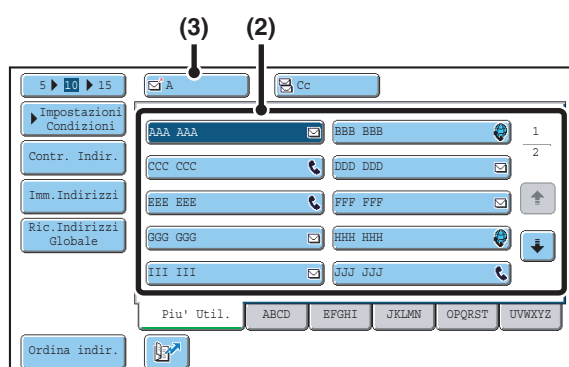 (3) (2)
5 10 15 A Cc
Impostazioni
Condizioni
Contr. Indir.
Imm.Indirizzi
Ric.Indirizzi
Globale
AAA AAA BBB BBB
CCC CCC DDD DDD
EEE EEE FFF FFF
GGG GGG HHH HHH
III III JJJ JJJ
1
2
Piu' Util. ABCD EFGHI JKLMN OPQRST UVWXYZ
Ordina indir.